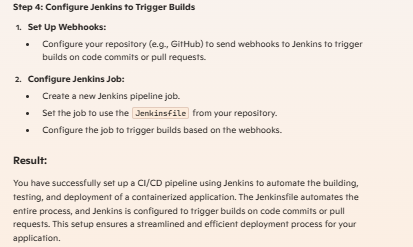 Step 4: Configure Jenkins to Trigger Builds
1. Set Up Webhooks:
• Configure your repository (e.g., GitHub) to send webhooks to Jenkins to trigger
builds on code commits or pull requests.
2. Configure Jenkins Job:
• Create a new Jenkins pipeline job.
• Set the job to use the Jenkinsfile from your repository.
• Configure the job to trigger builds based on the webhooks.
Result:
You have successfully set up a CI/CD pipeline using Jenkins to automate the building,
testing, and deployment of a containerized application. The Jenkinsfile automates the
entire process, and Jenkins is configured to trigger builds on code commits or pull
requests. This setup ensures a streamlined and efficient deployment process for your
application.